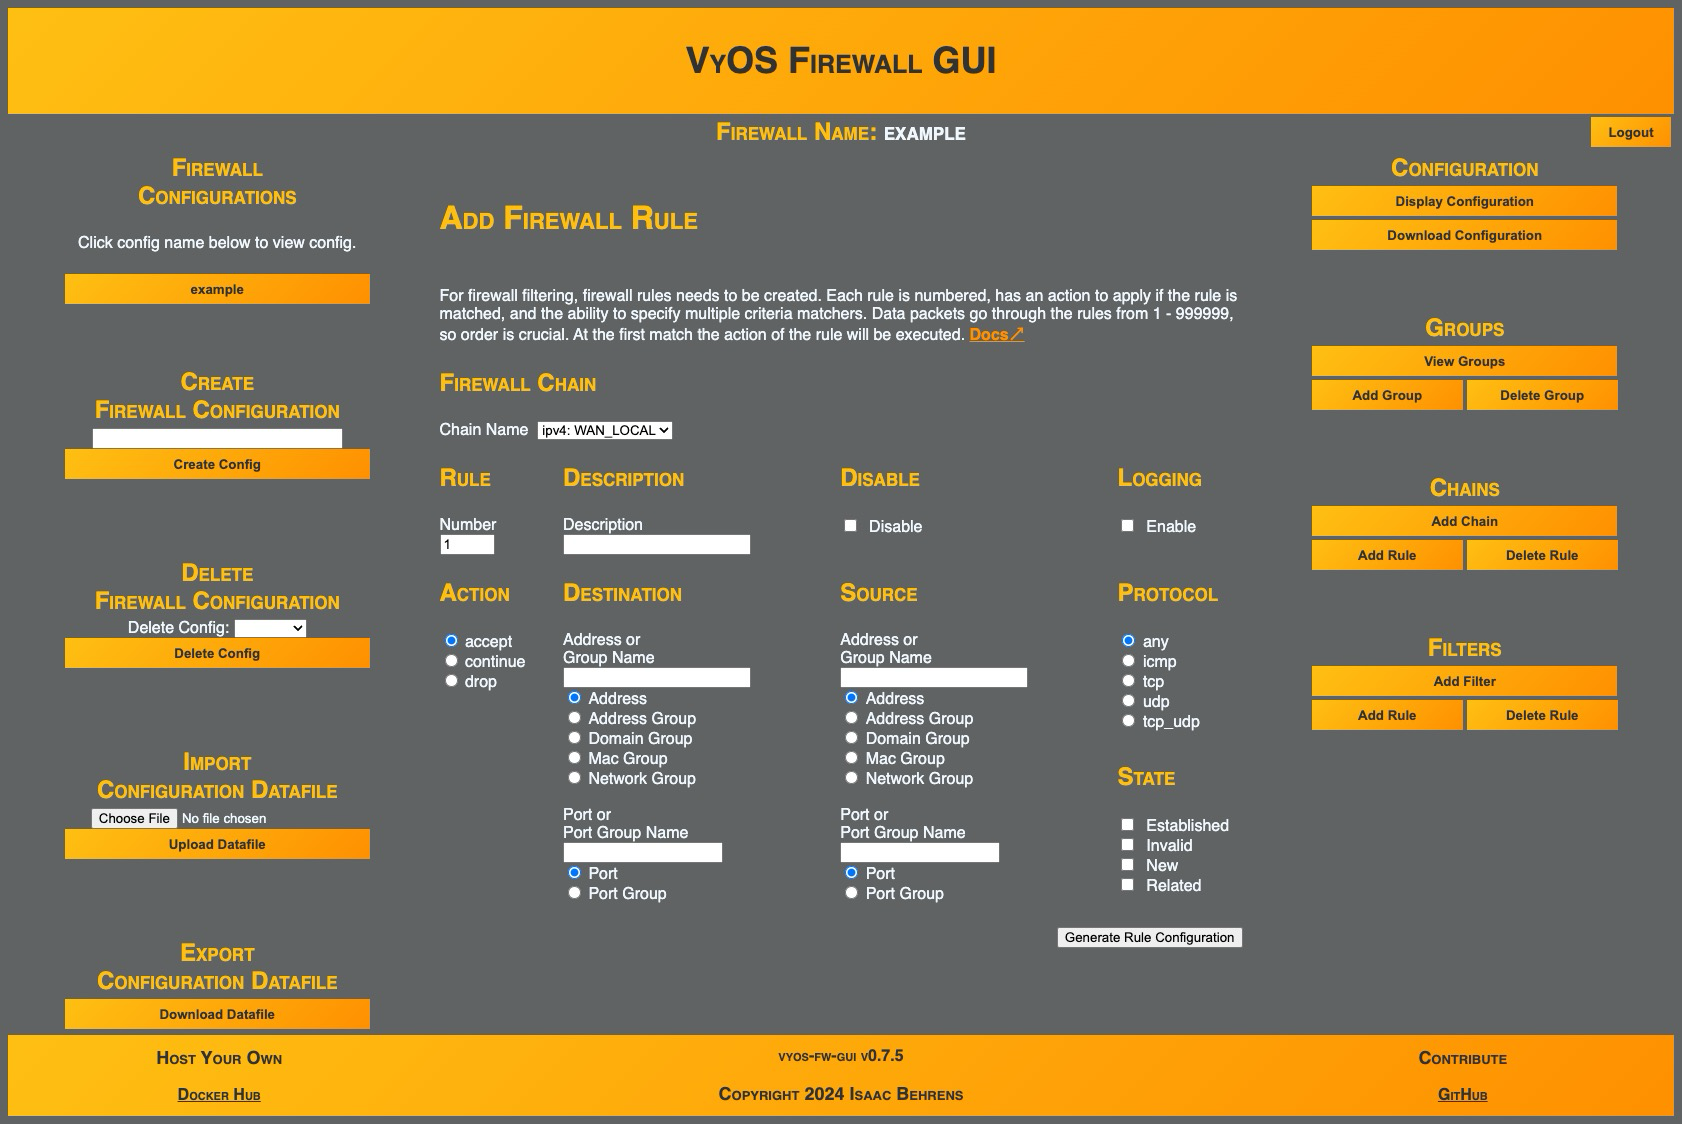 VyOS Firewall GUI
Firewall Name: example
Logout
Firewall
Configurations
Click config name below to view config.
example
Create
Firewall Configuration
Create Config
Delete
Firewall Configuration
Delete Config:
Delete Config
Import
Configuration Datafile
Choose File No file chosen
Upload Datafile
Export
Configuration Datafile
Download Datafile
Add Firewall Rule
For firewall filtering, firewall rules needs to be created. Each rule is numbered, has an action to apply if the rule is
matched, and the ability to specify multiple criteria matchers. Data packets go through the rules from 1 - 999999,
so order is crucial. At the first match the action of the rule will be executed. Docs↗
Firewall Chain
Chain Name ipv4: WAN_LOCAL
Rule
Number
1
Description
Description
Disable
Disable
Logging
Enable
Action
accept
continue
drop
Destination
Address or
Group Name
Address
Address Group
Domain Group
Mac Group
Network Group
Port or
Port Group Name
Port
Port Group
Source
Address or
Group Name
Address
Address Group
Domain Group
Mac Group
Network Group
Port or
Port Group Name
Port
Port Group
Protocol
any
icmp
tcp
udp
tcp_udp
State
Established
Invalid
New
Related
Generate Rule Configuration
Configuration
Display Configuration
Download Configuration
Groups
View Groups
Add Group Delete Group
Chains
Add Chain
Add Rule Delete Rule
Filters
Add Filter
Add Rule Delete Rule
Host Your Own
Docker Hub
vyos-fw-gui v0.7.5
Copyright 2024 Isaac Behrens
Contribute
GitHub